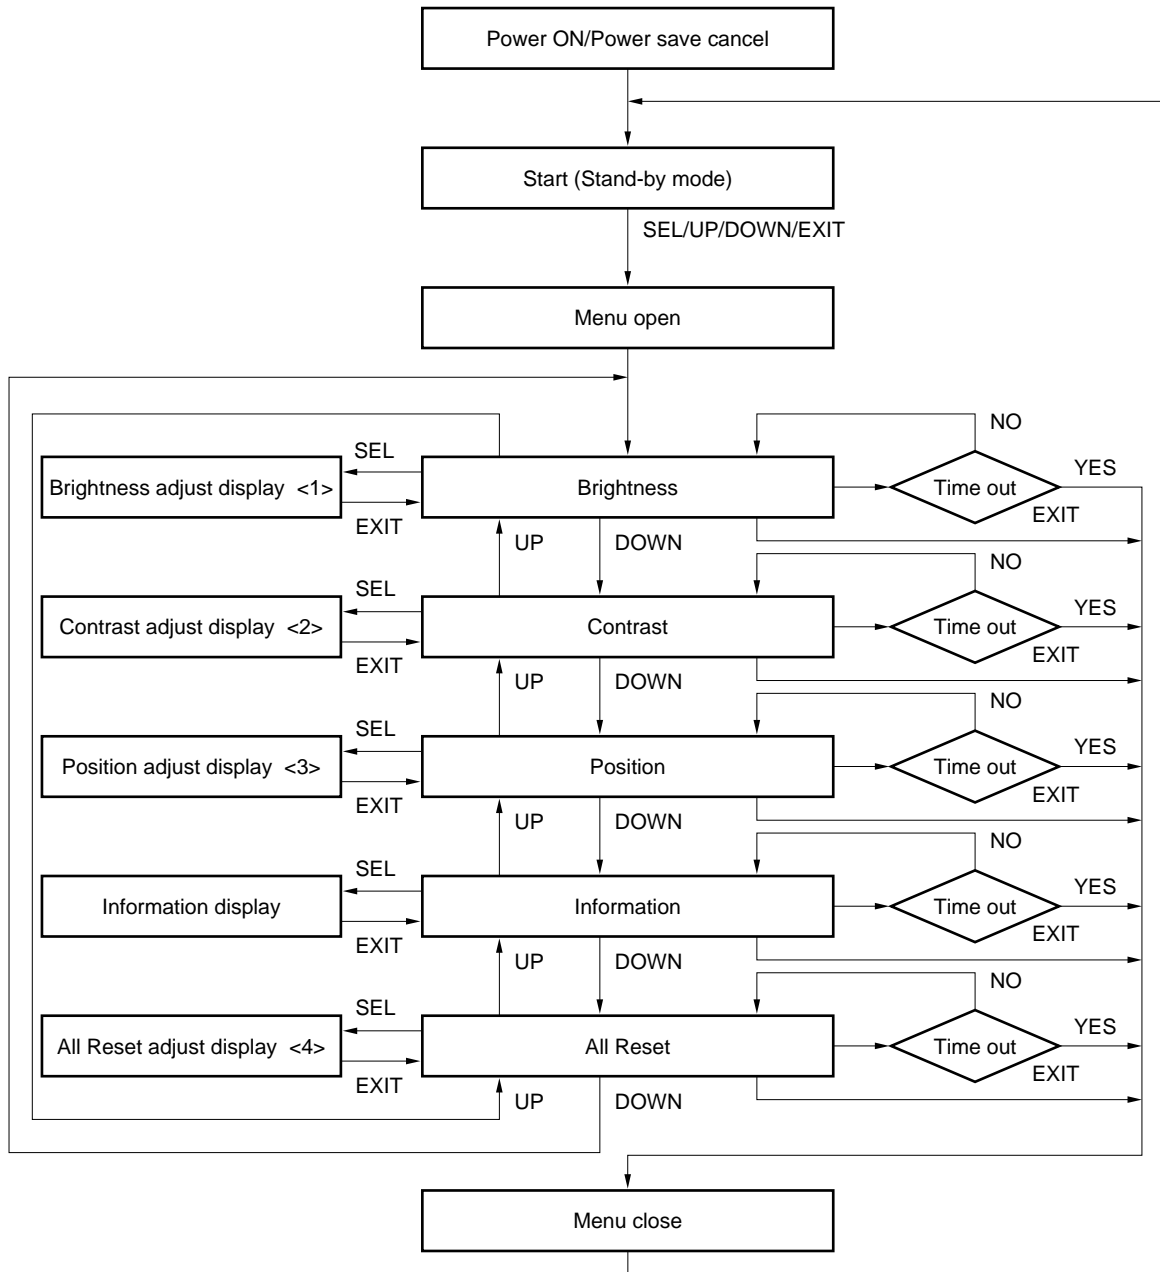 Power ON/Power save cancel
Start (Stand-by mode)
SEL/UP/DOWN/EXIT
Menu open
NO
SEL
YES
Brightness adjust display <1>
Brightness
Time out
EXIT
EXIT
UP
DOWN
NO
SEL
YES
Contrast adjust display <2>
Contrast
Time out
EXIT
EXIT
UP
DOWN
NO
SEL
YES
Position adjust display <3>
Position
Time out
EXIT
EXIT
UP
DOWN
NO
SEL
YES
Information display
Information
Time out
EXIT
EXIT
UP
DOWN
NO
SEL
YES
All Reset adjust display <4>
All Reset
Time out
EXIT
EXIT
UP
DOWN
Menu close